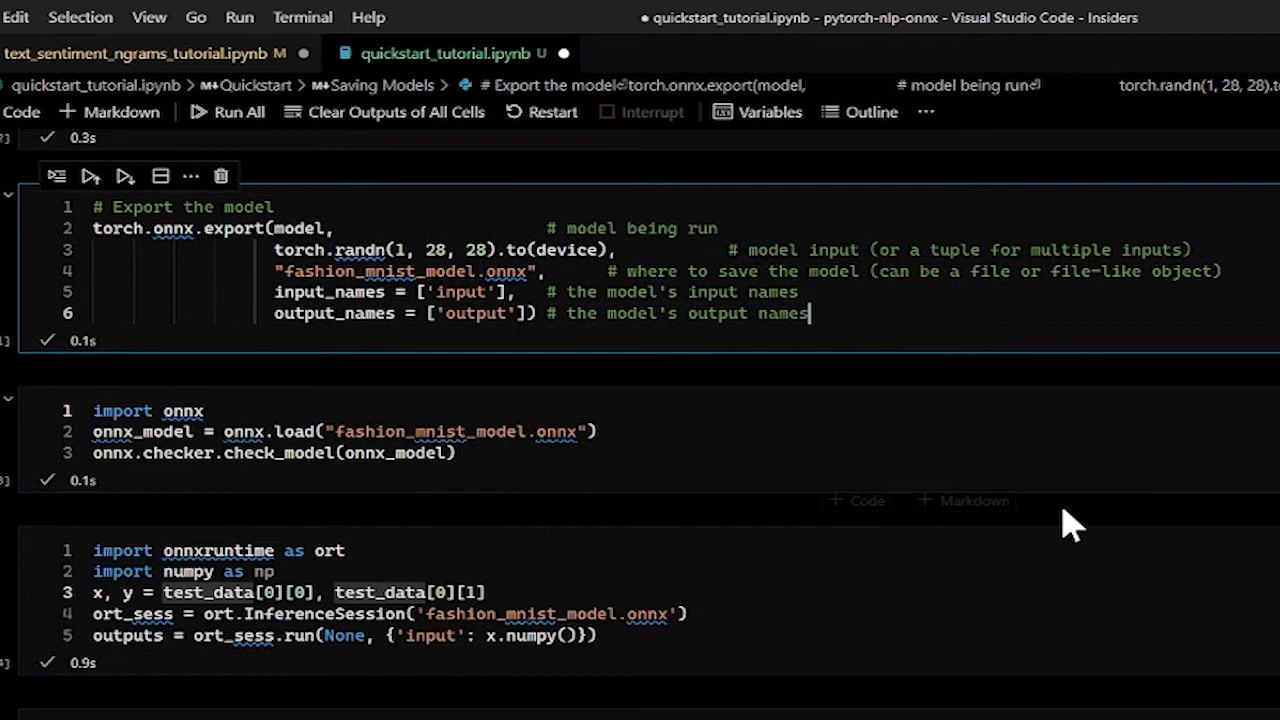 Edit Selection View Go Run Terminal Help ● quickstart_tutorial.ipynb - pytorch-nlp-onnx - Visual Studio Code - Insiders
text_sentiment_ngrams_tutorial.ipynb M ● quickstart_tutorial.ipynb U ●
quickstart_tutorial.ipynb > M↓Quickstart > M↓Saving Models > # Export the model⏎torch.onnx.export(model, # model being run⏎ torch.randn(1, 28, 28).t
Code + Markdown Run All Clear Outputs of All Cells Restart Interrupt Variables Outline ···
2] ✓ 0.3s
1 # Export the model
2 torch.onnx.export(model, # model being run
3 torch.randn(1, 28, 28).to(device), # model input (or a tuple for multiple inputs)
4 "fashion_mnist_model.onnx", # where to save the model (can be a file or file-like object)
5 input_names = ['input'], # the model's input names
6 output_names = ['output']) # the model's output names
1] ✓ 0.1s
1 import onnx
2 onnx_model = onnx.load("fashion_mnist_model.onnx")
3 onnx.checker.check_model(onnx_model)
3] ✓ 0.1s
+ Code + Markdown
1 import onnxruntime as ort
2 import numpy as np
3 x, y = test_data[0][0], test_data[0][1]
4 ort_sess = ort.InferenceSession('fashion_mnist_model.onnx')
5 outputs = ort_sess.run(None, {'input': x.numpy()})
4] ✓ 0.9s